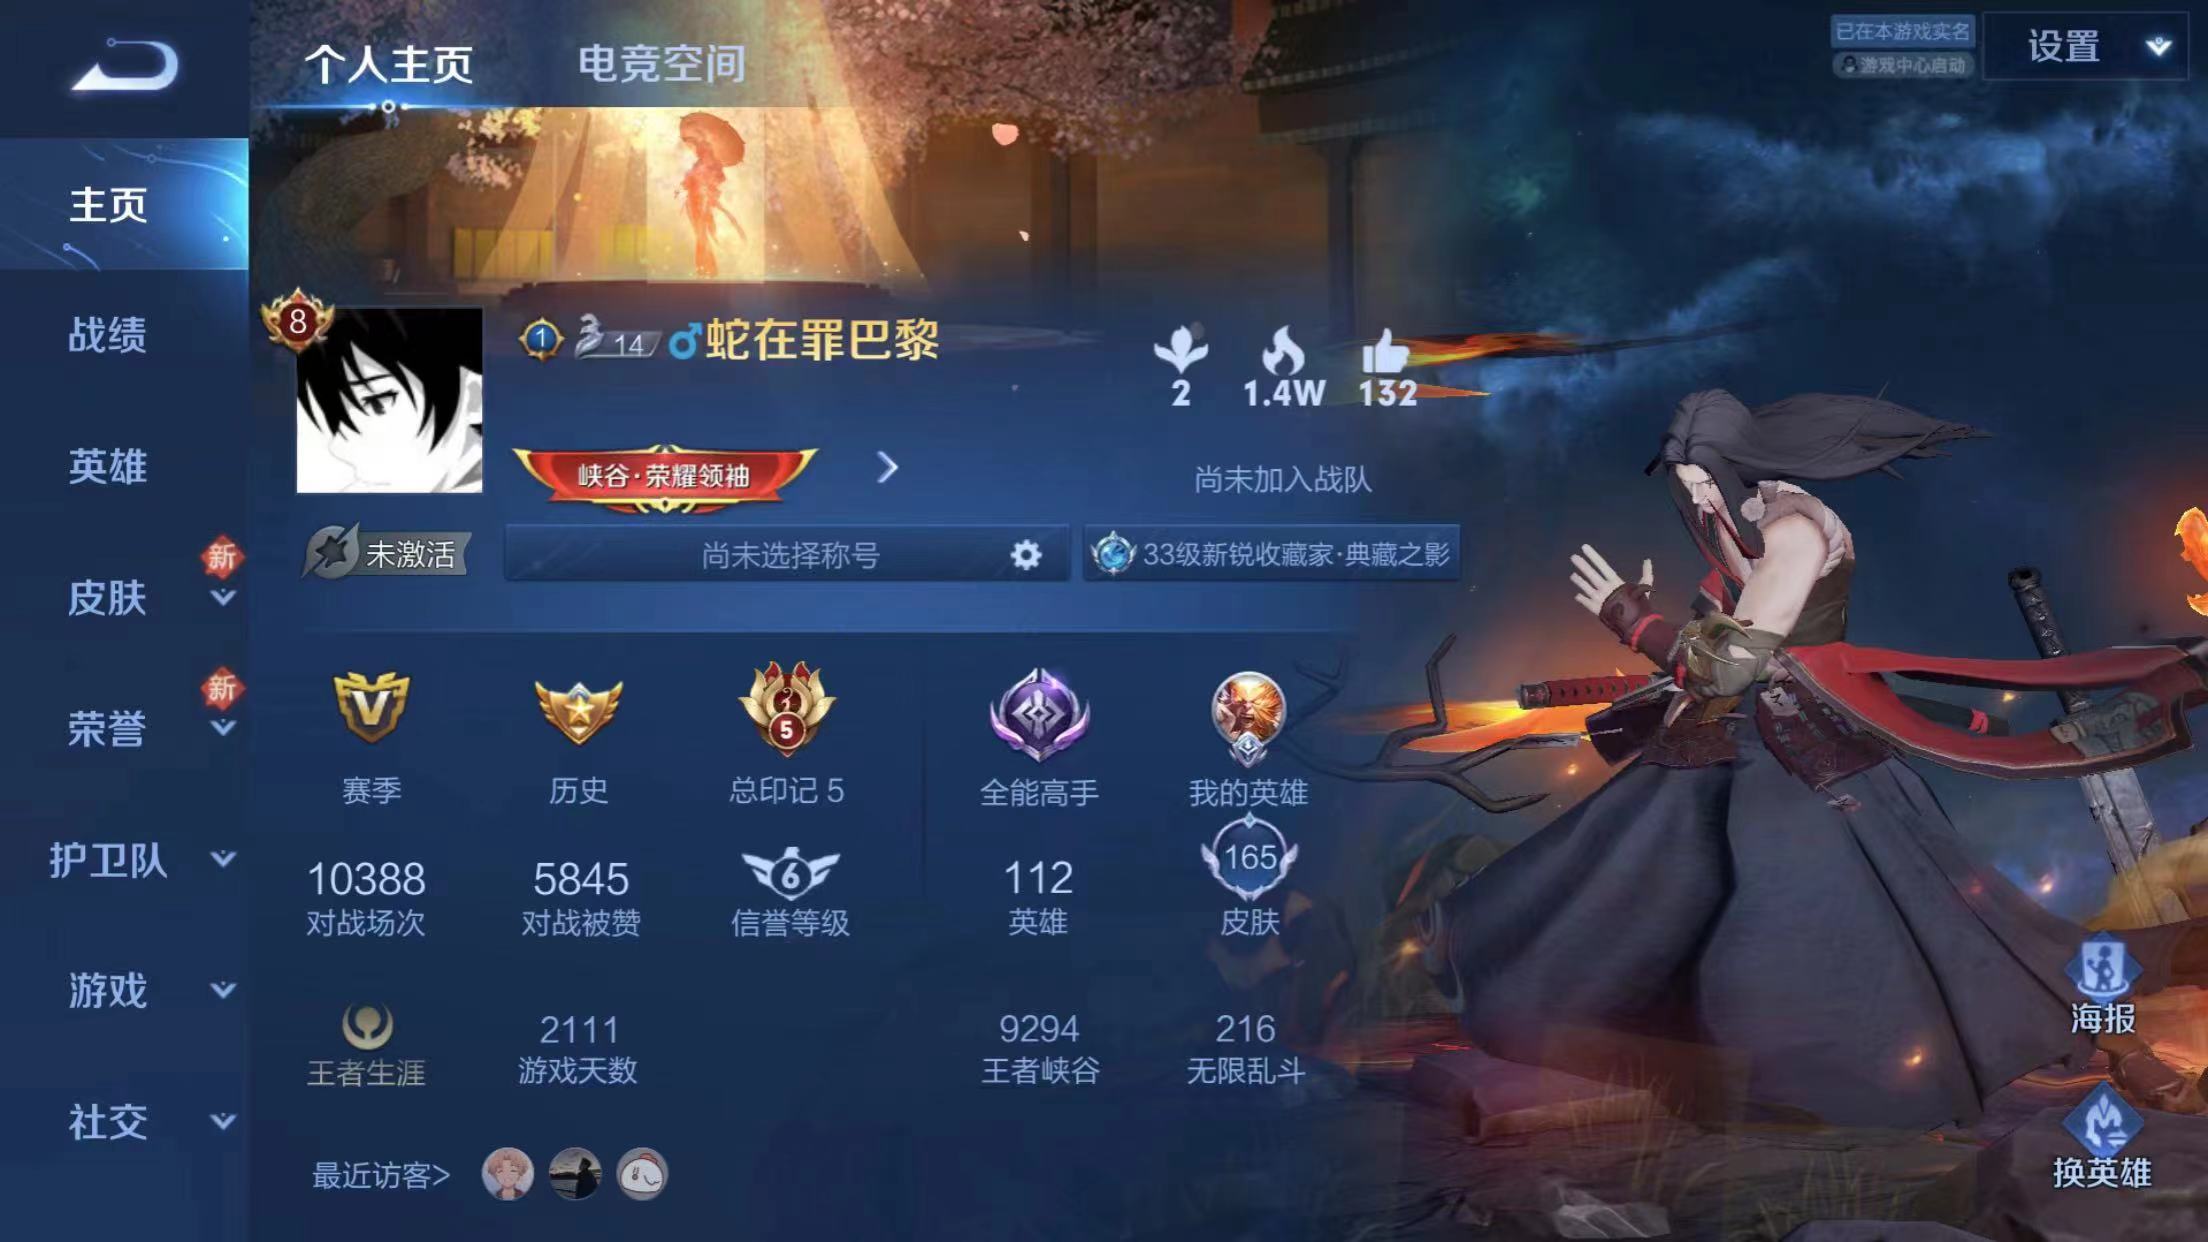 个人主页
电竞空间
已在本游戏实名
游戏中心启动
设置
主页
战绩
英雄
新
皮肤
新
荣誉
护卫队
游戏
社交
8
1
14
蛇在罪巴黎
2
1.4W
132
峡谷·荣耀领袖
尚未加入战队
未激活
尚未选择称号
33级新锐收藏家·典藏之影
V
赛季
历史
5
总印记 5
全能高手
我的英雄
10388
对战场次
5845
对战被赞
6
信誉等级
112
英雄
165
皮肤
王者生涯
2111
游戏天数
9294
王者峡谷
216
无限乱斗
最近访客>
海报
换英雄